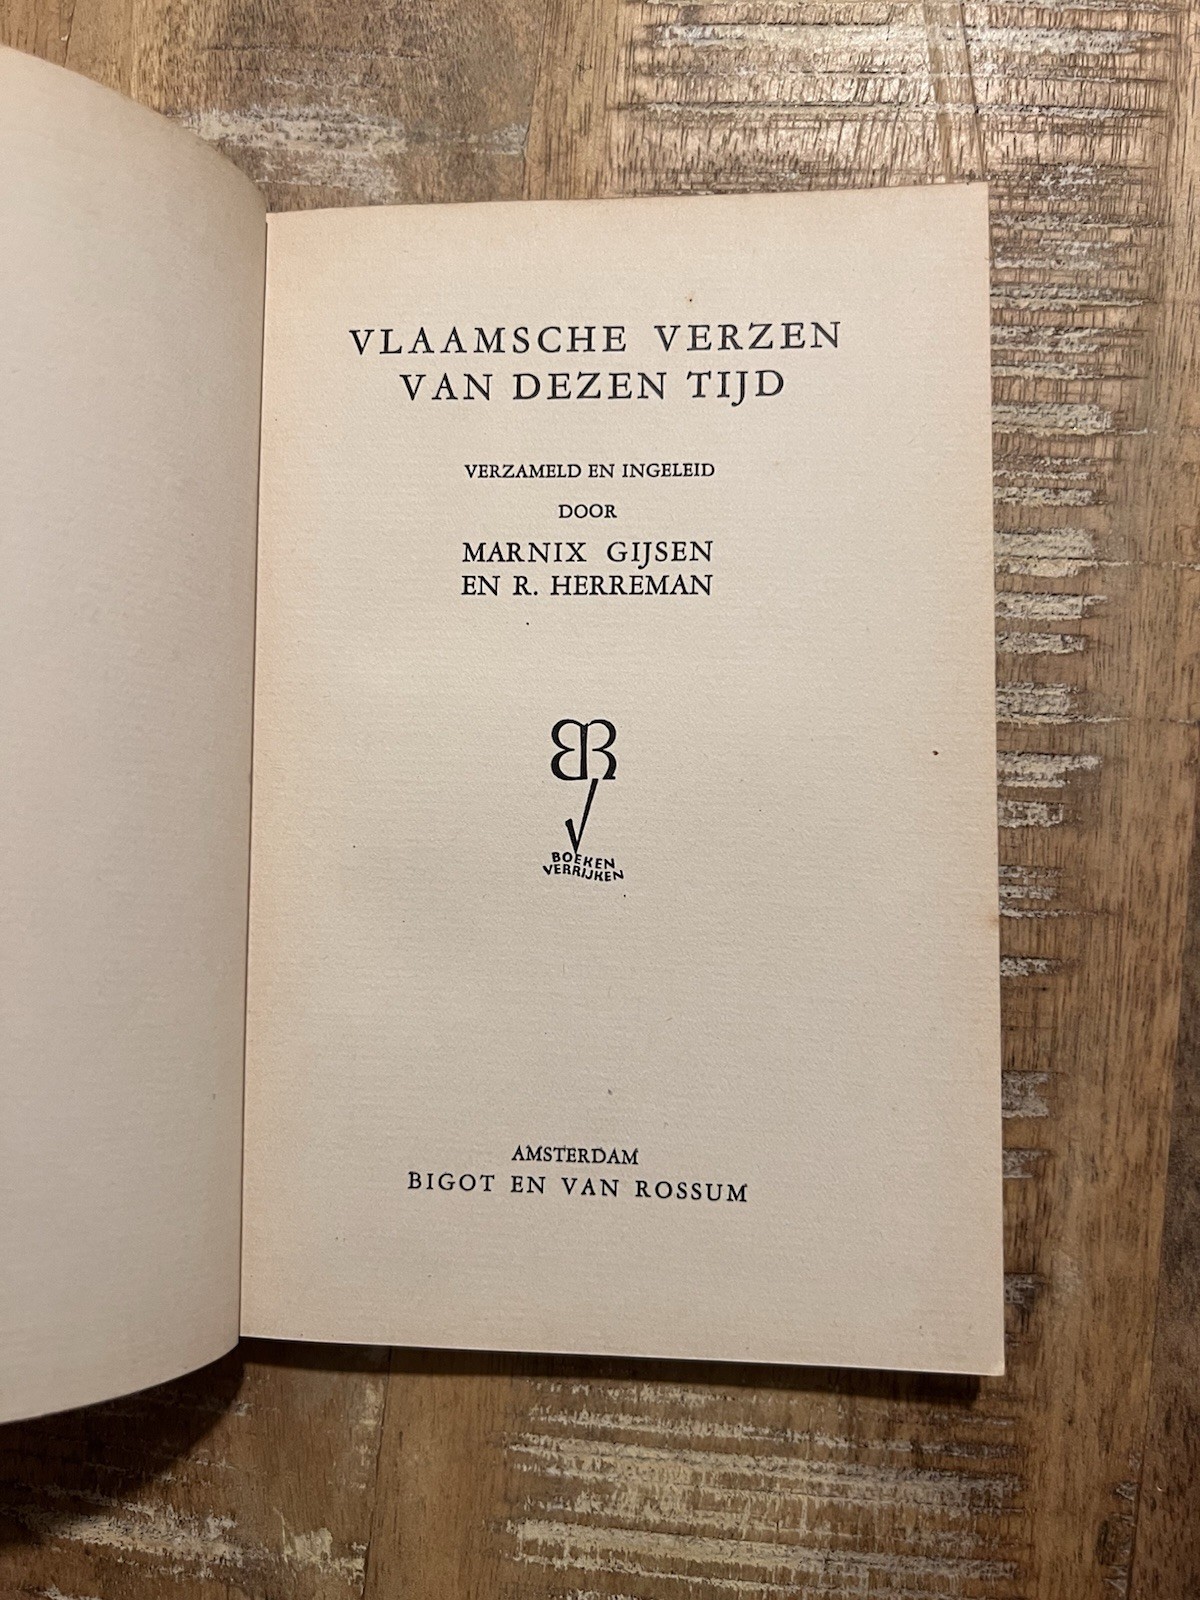 VLAAMSCHE VERZEN
VAN DEZEN TIJD
VERZAMELD EN INGELEID
DOOR
MARNIX GIJSEN
EN R. HERREMAN
BR
BOEKEN
VERRIJKEN
AMSTERDAM
BIGOT EN VAN ROSSUM